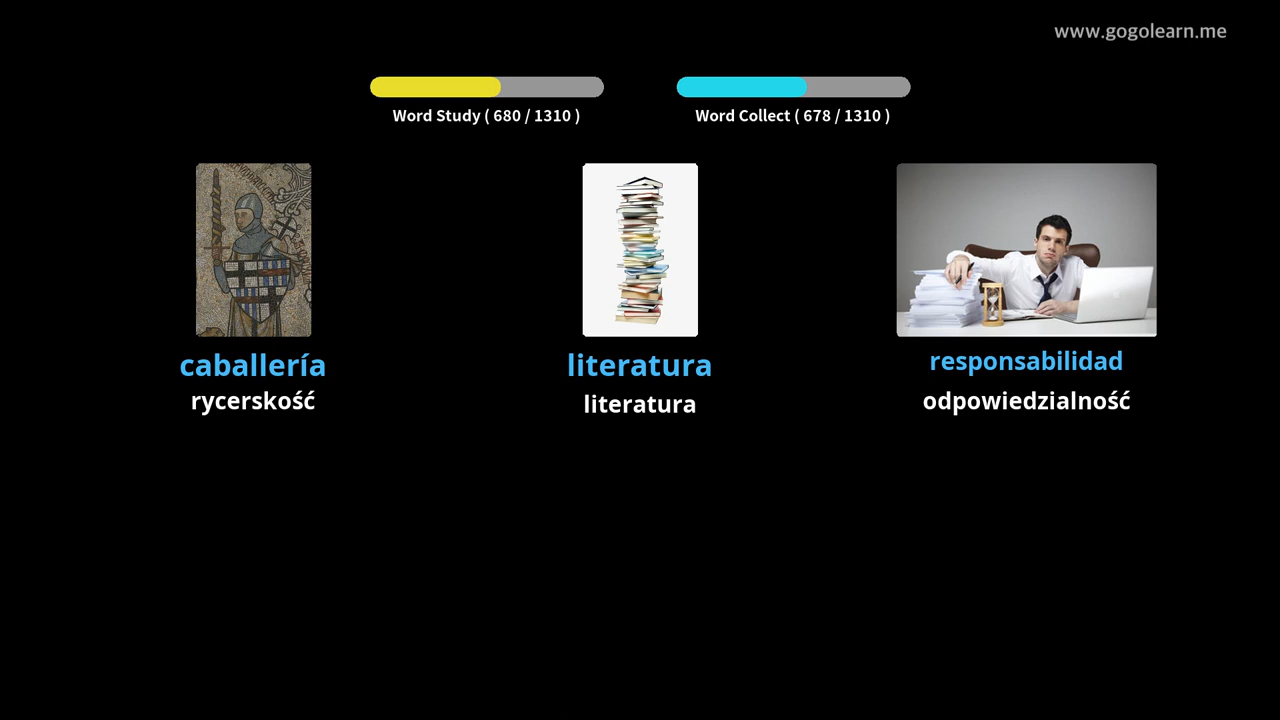 www.gogolearn.me
Word Study ( 680 / 1310 )
Word Collect ( 678 / 1310 )
caballería
rycerskość
literatura
literatura
responsabilidad
odpowiedzialność